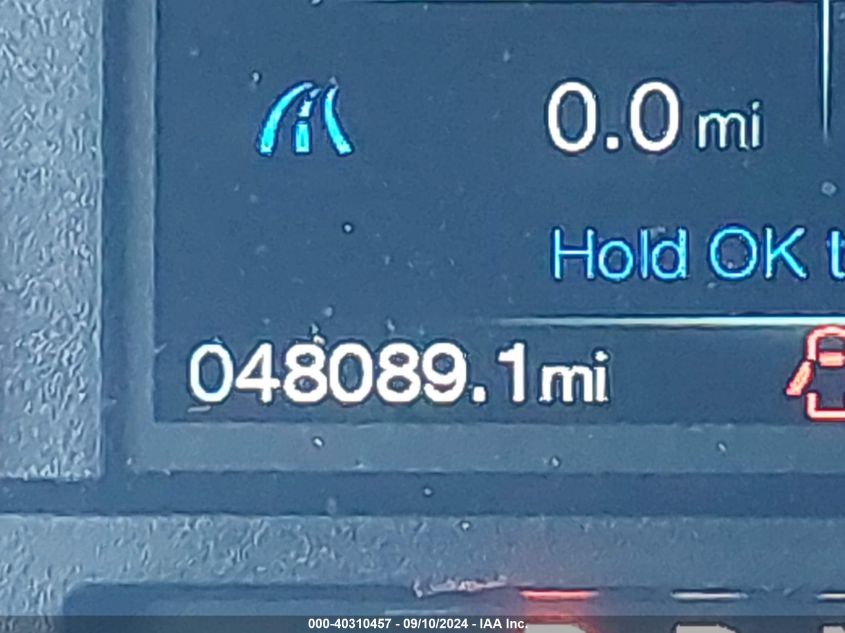 0.0 mi
Hold OK t
048089.1mi
000-40310457 - 09/10/2024 - IAA Inc.